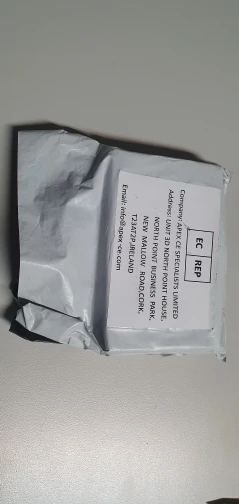 EC REP
Company: APEX CE SPECIALISTS LIMITED
Address: UNIT 3D NORTH POINT HOUSE,
NORTH POINT BUSINESS PARK,
NEW MALLOW ROAD,CORK,
T23AT2P,IRELAND
Email: info@apex-ce.com